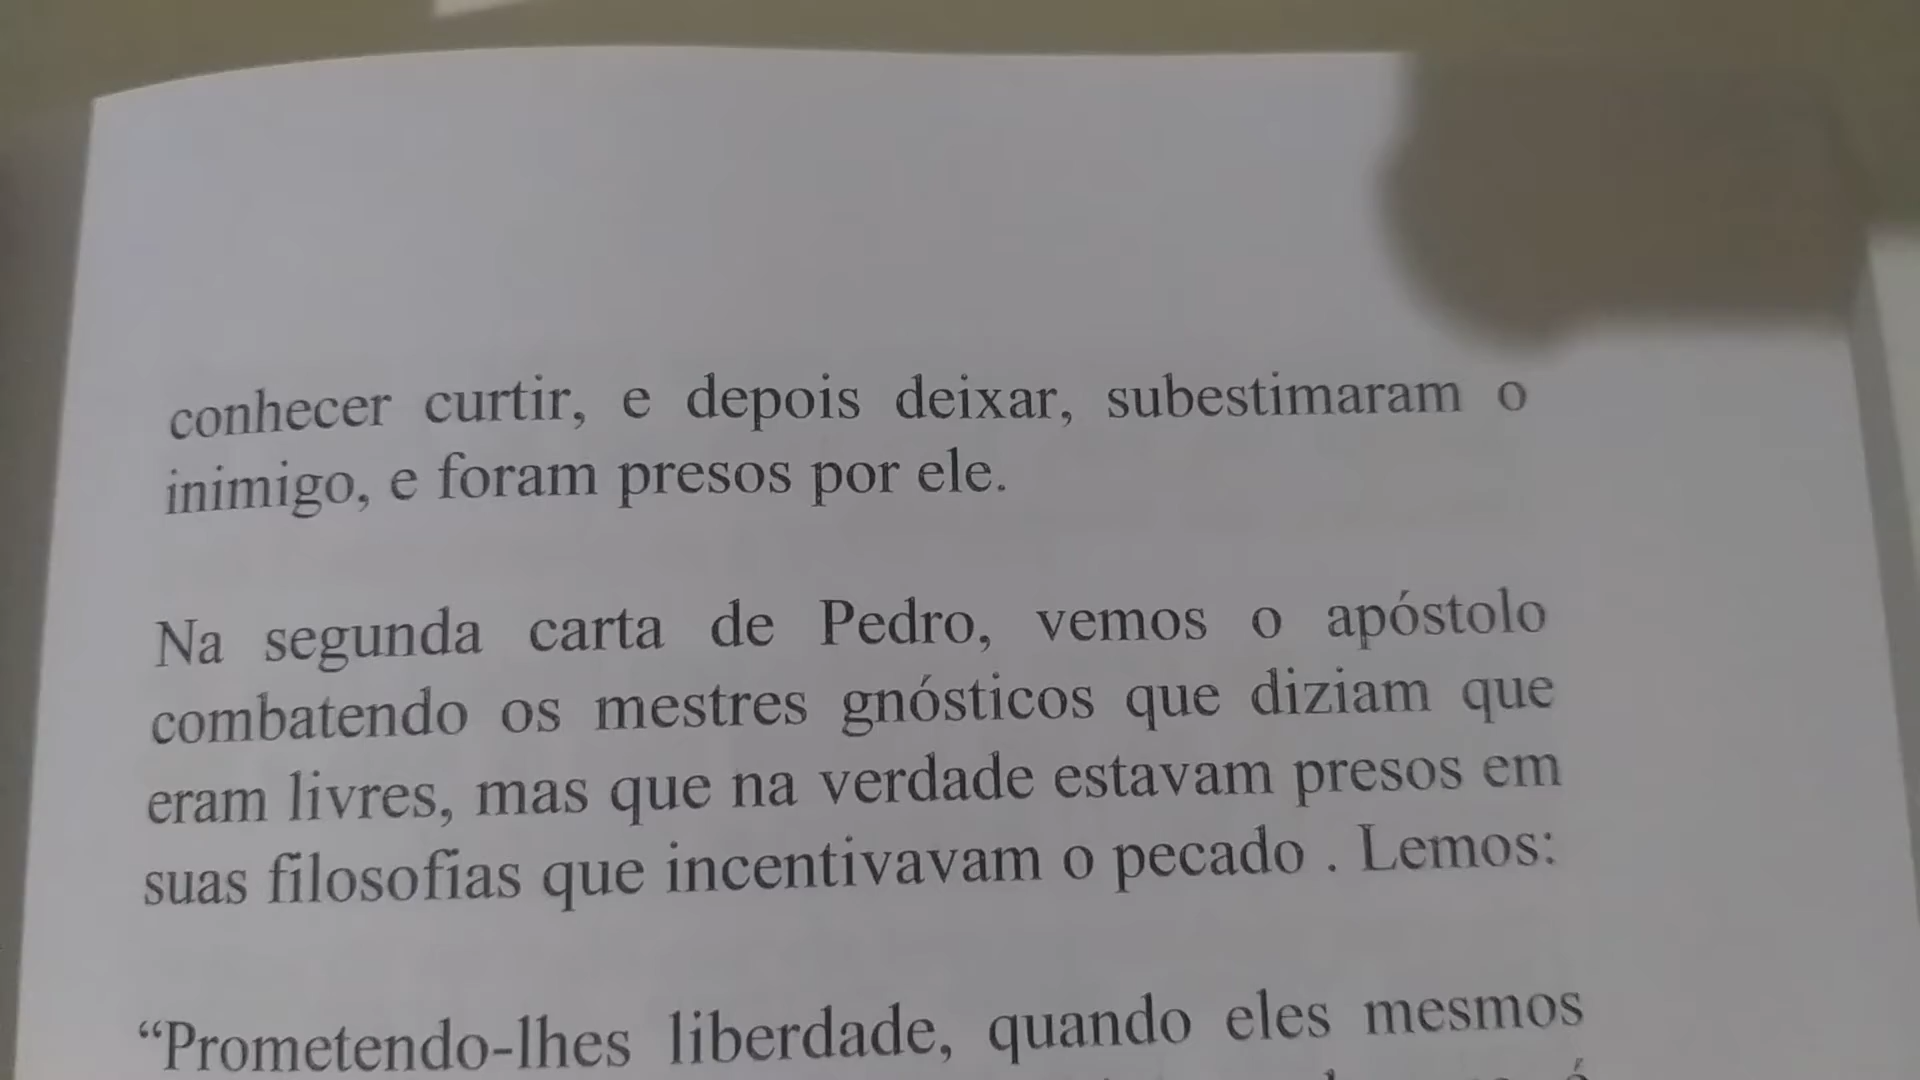 conhecer curtir, e depois deixar, subestimaram o
inimigo, e foram presos por ele.
Na segunda carta de Pedro, vemos o apóstolo
combatendo os mestres gnósticos que diziam que
eram livres, mas que na verdade estavam presos em
suas filosofias que incentivavam o pecado . Lemos:
“Prometendo-lhes liberdade, quando eles mesmos